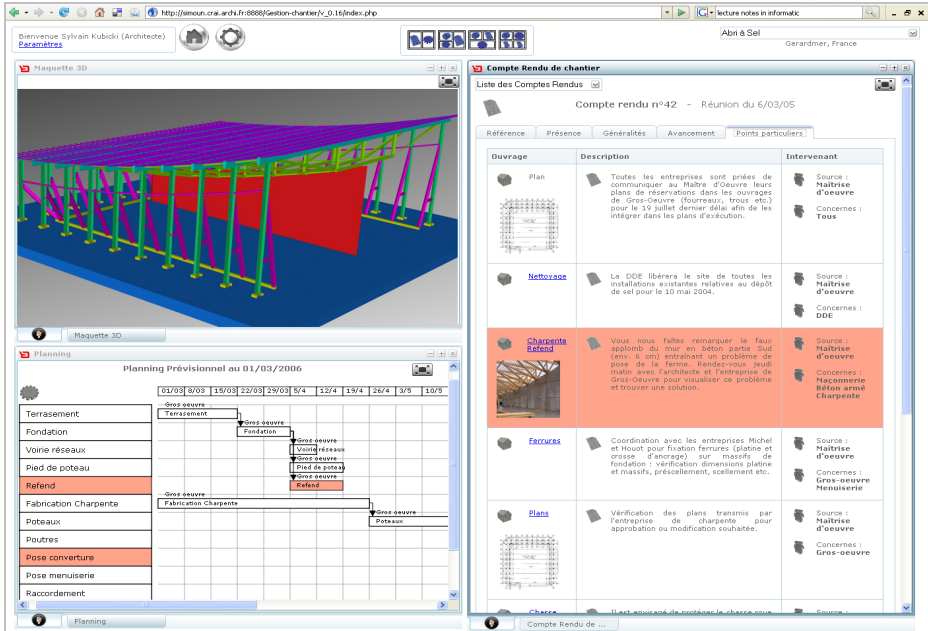 http://simoun.crai.archi.fr:8888/Gestion-chantier/v_0.16/index.php
G lecture notes in informatic
Bienvenue Sylvain Kubicki (Architecte)
Paramètres
Abri à Sel
Gerardmer, France
Maquette 3D
Maquette 3D
Planning
Planning Prévisionnel au 01/03/2006
01/03 8/03 15/03 22/03 29/03 5/4 12/4 19/4 26/4 3/5 10/5
Gros oeuvre
Terrasement Terrasement
Gros oeuvre
Fondation Fondation
Gros oeuvre
Voirie réseaux Voirie réseaux
Gros oeuvre
Pied de poteau Pied de poteau
Gros oeuvre
Refend Refend
Gros oeuvre
Fabrication Charpente Fabrication Charpente
Gros oeuvre
Poteaux Poteaux
Poutres
Pose converture
Pose menuiserie
Raccordement
Planning
Compte Rendu de chantier
Liste des Comptes Rendus
Compte rendu n°42 - Réunion du 6/03/05
Référence Présence Généralités Avancement Points particuliers
Ouvrage Description Intervenant
Plan
Toutes les entreprises sont priées de
communiquer au Maître d'Oeuvre leurs
plans de réservations dans les ouvrages
de Gros-Oeuvre (fourreaux, trous etc.)
pour le 19 juillet dernier délai afin de les
intégrer dans les plans d'exécution.
Source :
Maîtrise
d'oeuvre
Concernes :
Tous
Nettoyage
La DDE libérera le site de toutes les
installations existantes relatives au dépôt
de sel pour le 10 mai 2004.
Source :
Maîtrise
d'oeuvre
Concernes :
DDE
Charpente
Refend
Vous nous faîtes remarquer le faux
applomb du mur en béton partie Sud
(env. 6 cm) entraînant un problème de
pose de la ferme. Rendez-vous jeudi
matin avec l'architecte et l'entreprise de
Gros-Oeuvre pour visualiser ce problème
et trouver une solution.
Source :
Maîtrise
d'oeuvre
Concernes :
Maçonnerie
Béton armé
Charpente
Ferrures
Coordination avec les entreprises Michel
et Houot pour fixation ferrures (platine et
crosse d'ancrage) sur massifs de
fondation : vérification dimensions platine
et massifs, préscellement, scellement etc.
Source :
Maîtrise
d'oeuvre
Concernes :
Gros-oeuvre
Menuiserie
Plans
Vérification des plans transmis par
l'entreprise de charpente pour
approbation ou modification souhaitée.
Source :
Maîtrise
d'oeuvre
Concernes :
Gros-oeuvre
Chasse
Il est envisagé de protéger la chasse roue
Source :
Compte Rendu de ...